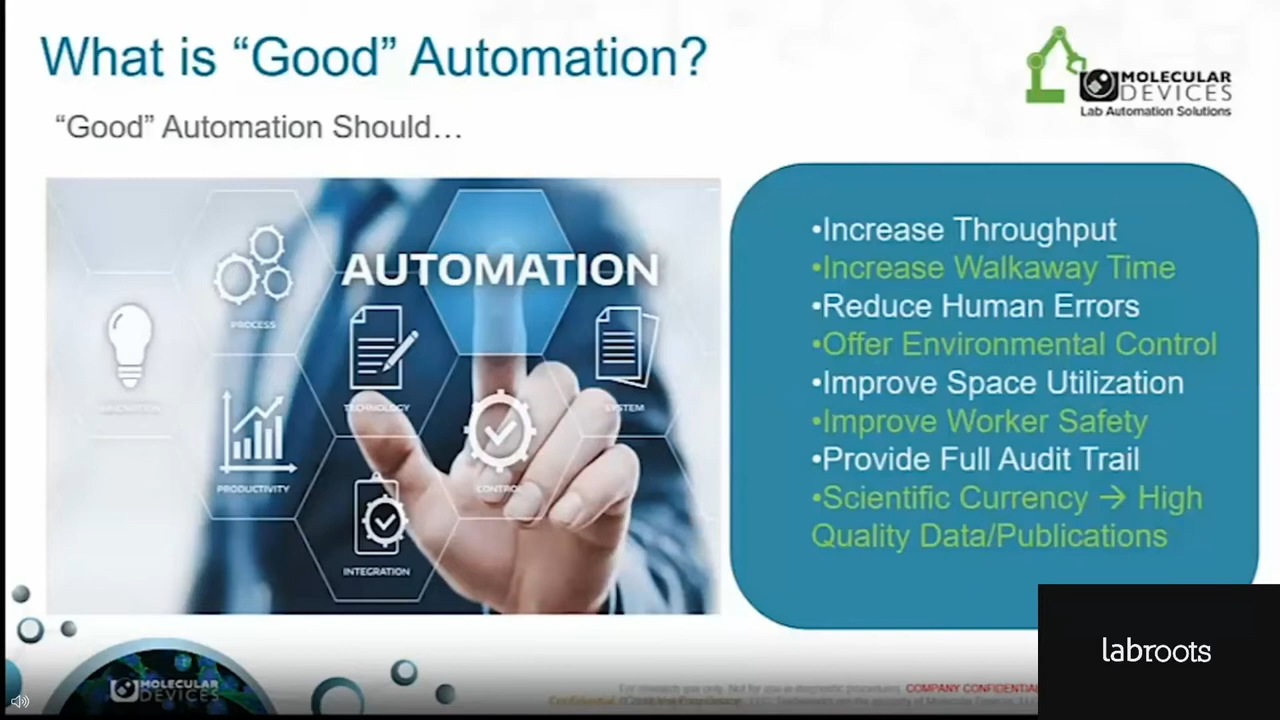 What is “Good” Automation?
“Good” Automation Should…
MOLECULAR
DEVICES
Lab Automation Solutions
AUTOMATION
PROCESS
INNOVATION
TECHNOLOGY
SYSTEM
PRODUCTIVITY
CONTROL
INTEGRATION
•Increase Throughput
•Increase Walkaway Time
•Reduce Human Errors
•Offer Environmental Control
•Improve Space Utilization
•Improve Worker Safety
•Provide Full Audit Trail
•Scientific Currency → High
Quality Data/Publications
labroots
MOLECULAR
DEVICES
For research use only. Not for use in diagnostic procedures. COMPANY CONFIDENTIAL